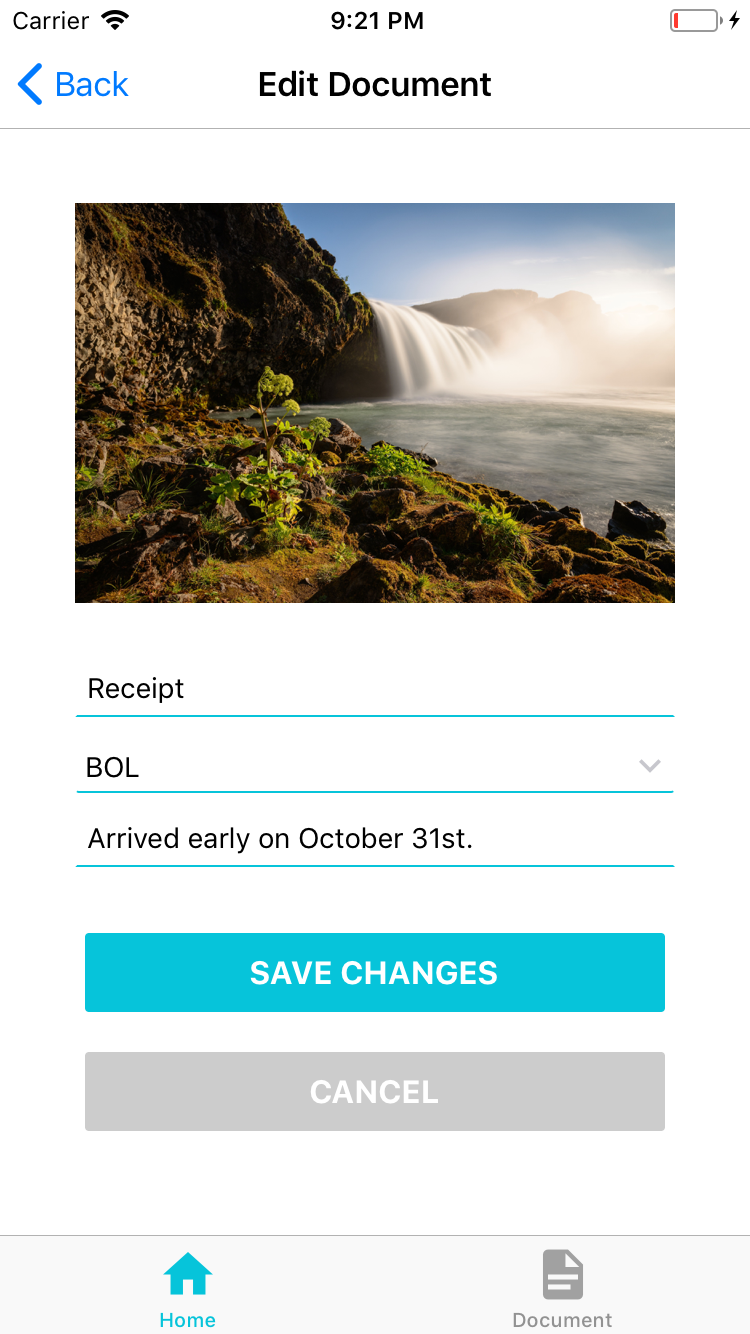 Carrier 9:21 PM
Back Edit Document
Receipt
BOL
Arrived early on October 31st.
SAVE CHANGES
CANCEL
Home Document